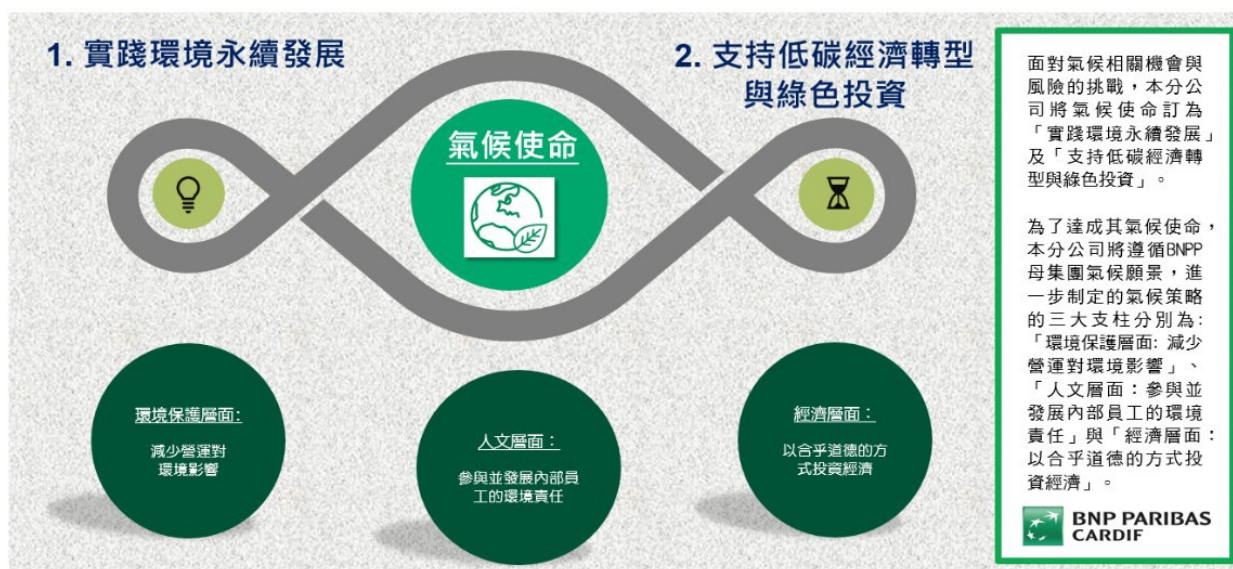 1. 實踐環境永續發展
2. 支持低碳經濟轉型
與綠色投資
氣候使命
環境保護層面:
減少營運對
環境影響
人文層面：
參與並發展內部員
工的環境責任
經濟層面：
以合乎道德的方
式投資經濟
面對氣候相關機會與
風險的挑戰，本分公
司將氣候使命訂為
「實踐環境永續發展」
及「支持低碳經濟轉
型與綠色投資」。
為了達成其氣候使命，
本分公司將遵循BNPP
母集團氣候願景，進
一步制定的氣候策略
的三大支柱分別為:
「環境保護層面: 減少
營運對環境影響」、
「人文層面：參與並
發展內部員工的環境
責任」與「經濟層面：
以合乎道德的方式投
資經濟」。
BNP PARIBAS
CARDIF